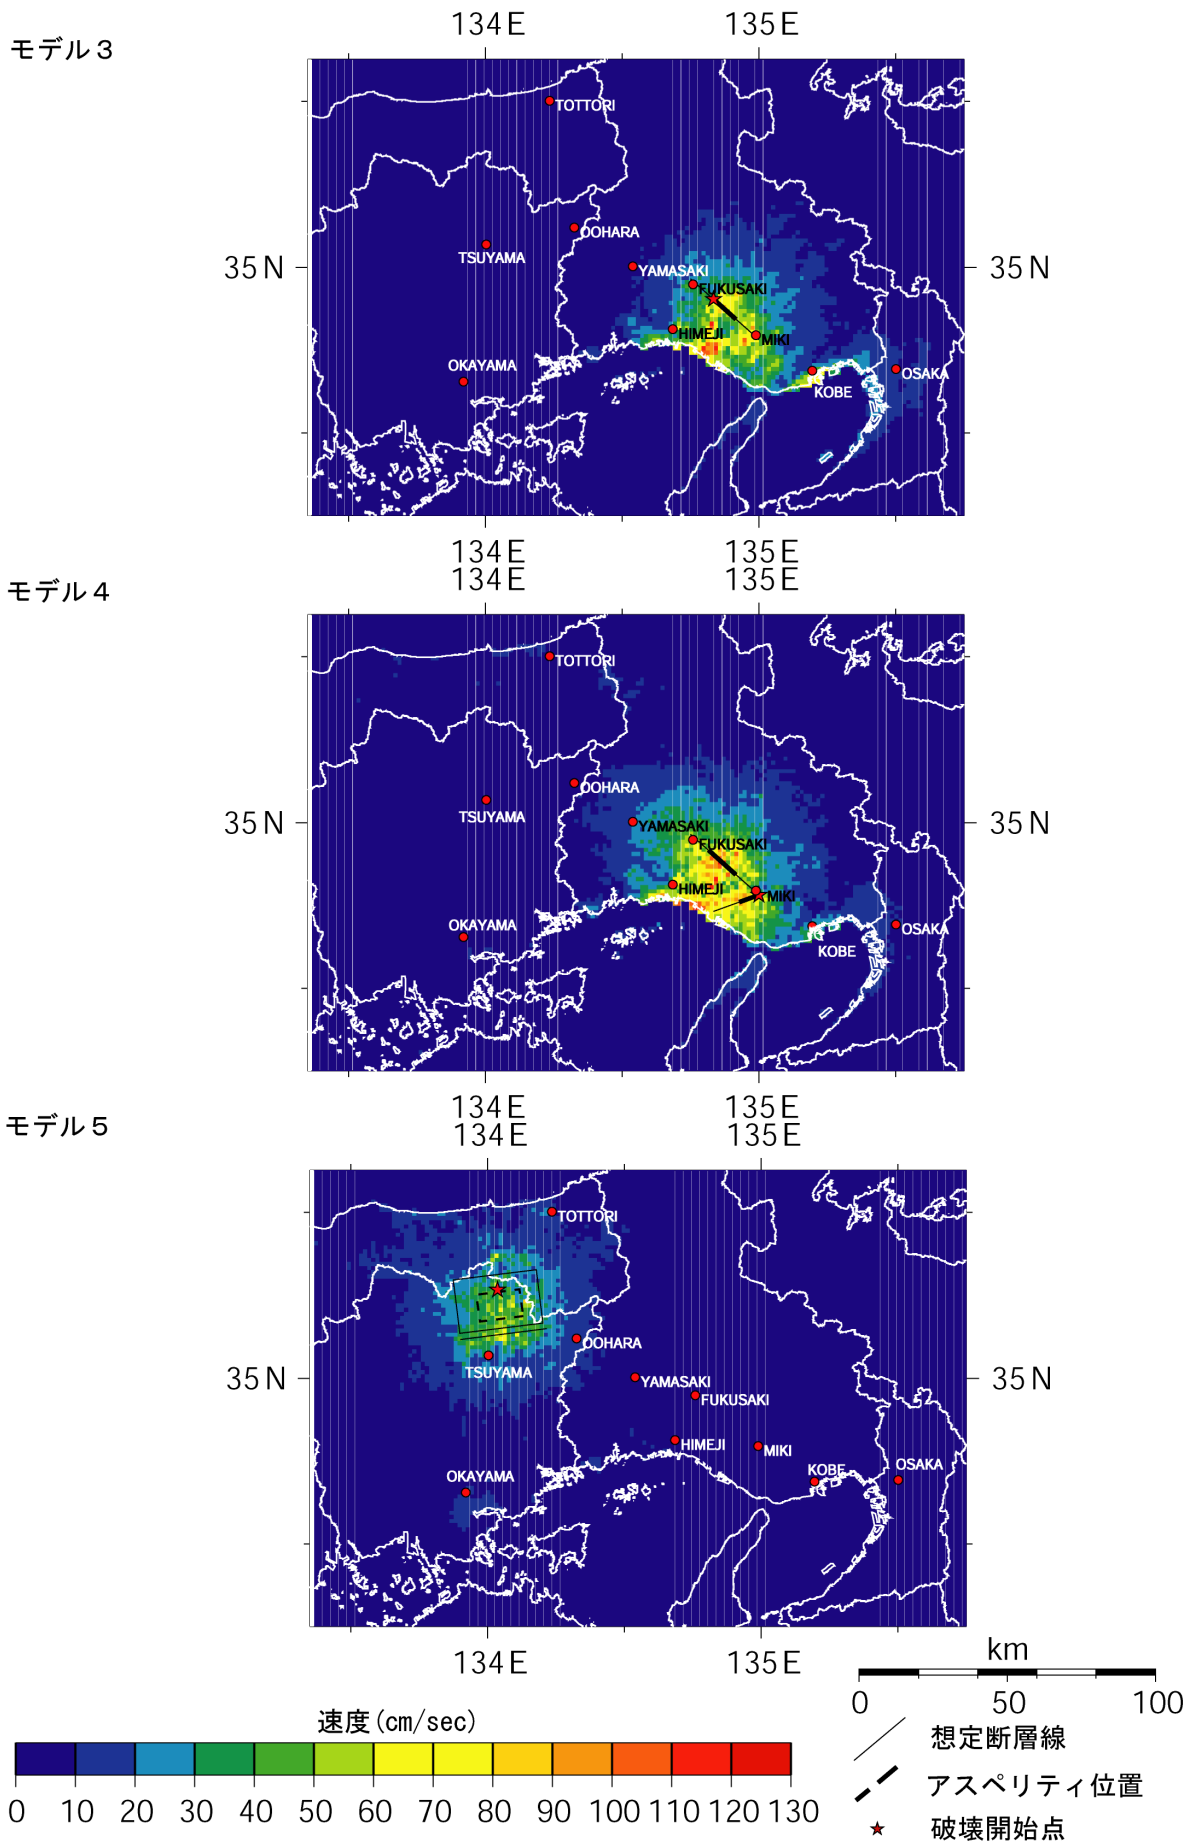 134E 135E
モデル３
TOTTORI
OOHARA
TSUYAMA
35N 35N
YAMASAKI
FUKUSAKI
HIMEJI
MIKI
OKAYAMA
OSAKA
KOBE
134E 135E
134E 135E
モデル４
TOTTORI
OOHARA
TSUYAMA
35N 35N
YAMASAKI
FUKUSAKI
HIMEJI
MIKI
OKAYAMA
OSAKA
KOBE
134E 135E
モデル５
134E 135E
TOTTORI
OOHARA
TSUYAMA
35N 35N
YAMASAKI
FUKUSAKI
HIMEJI
MIKI
OSAKA
KOBE
OKAYAMA
134E 135E
km
0 50 100
速度(cm/sec)
0 10 20 30 40 50 60 70 80 90 100 110 120 130
想定断層線
アスペリティ位置
破壊開始点